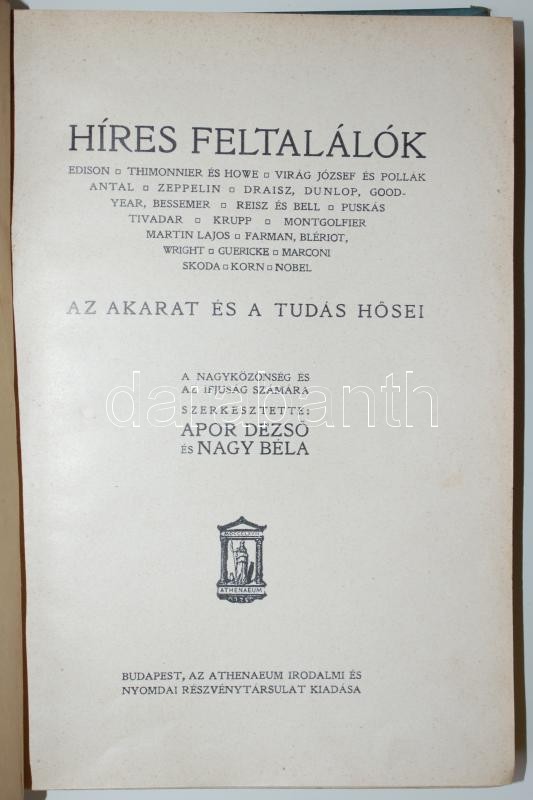 HÍRES FELTALÁLÓK
EDISON ▫ THIMONNIER ÉS HOWE ▫ VIRÁG JÓZSEF ÉS POLLÁK
ANTAL ▫ ZEPPELIN ▫ DRAISZ, DUNLOP, GOOD-
YEAR, BESSEMER ▫ REISZ ÉS BELL ▫ PUSKÁS
TIVADAR ▫ KRUPP ▫ MONTGOLFIER
MARTIN LAJOS ▫ FARMAN, BLÉRIOT,
WRIGHT ▫ GUERICKE ▫ MARCONI
SKODA ▫ KORN ▫ NOBEL
AZ AKARAT ÉS A TUDÁS HŐSEI
A NAGYKÖZÖNSÉG ÉS
AZ IFJUSÁG SZÁMÁRA
darabanth
SZERKESZTETTE:
APOR DEZSŐ
ÉS NAGY BÉLA
ATHENAEUM
BUDAPEST, AZ ATHENAEUM IRODALMI ÉS
NYOMDAI RÉSZVÉNYTÁRSULAT KIADÁSA